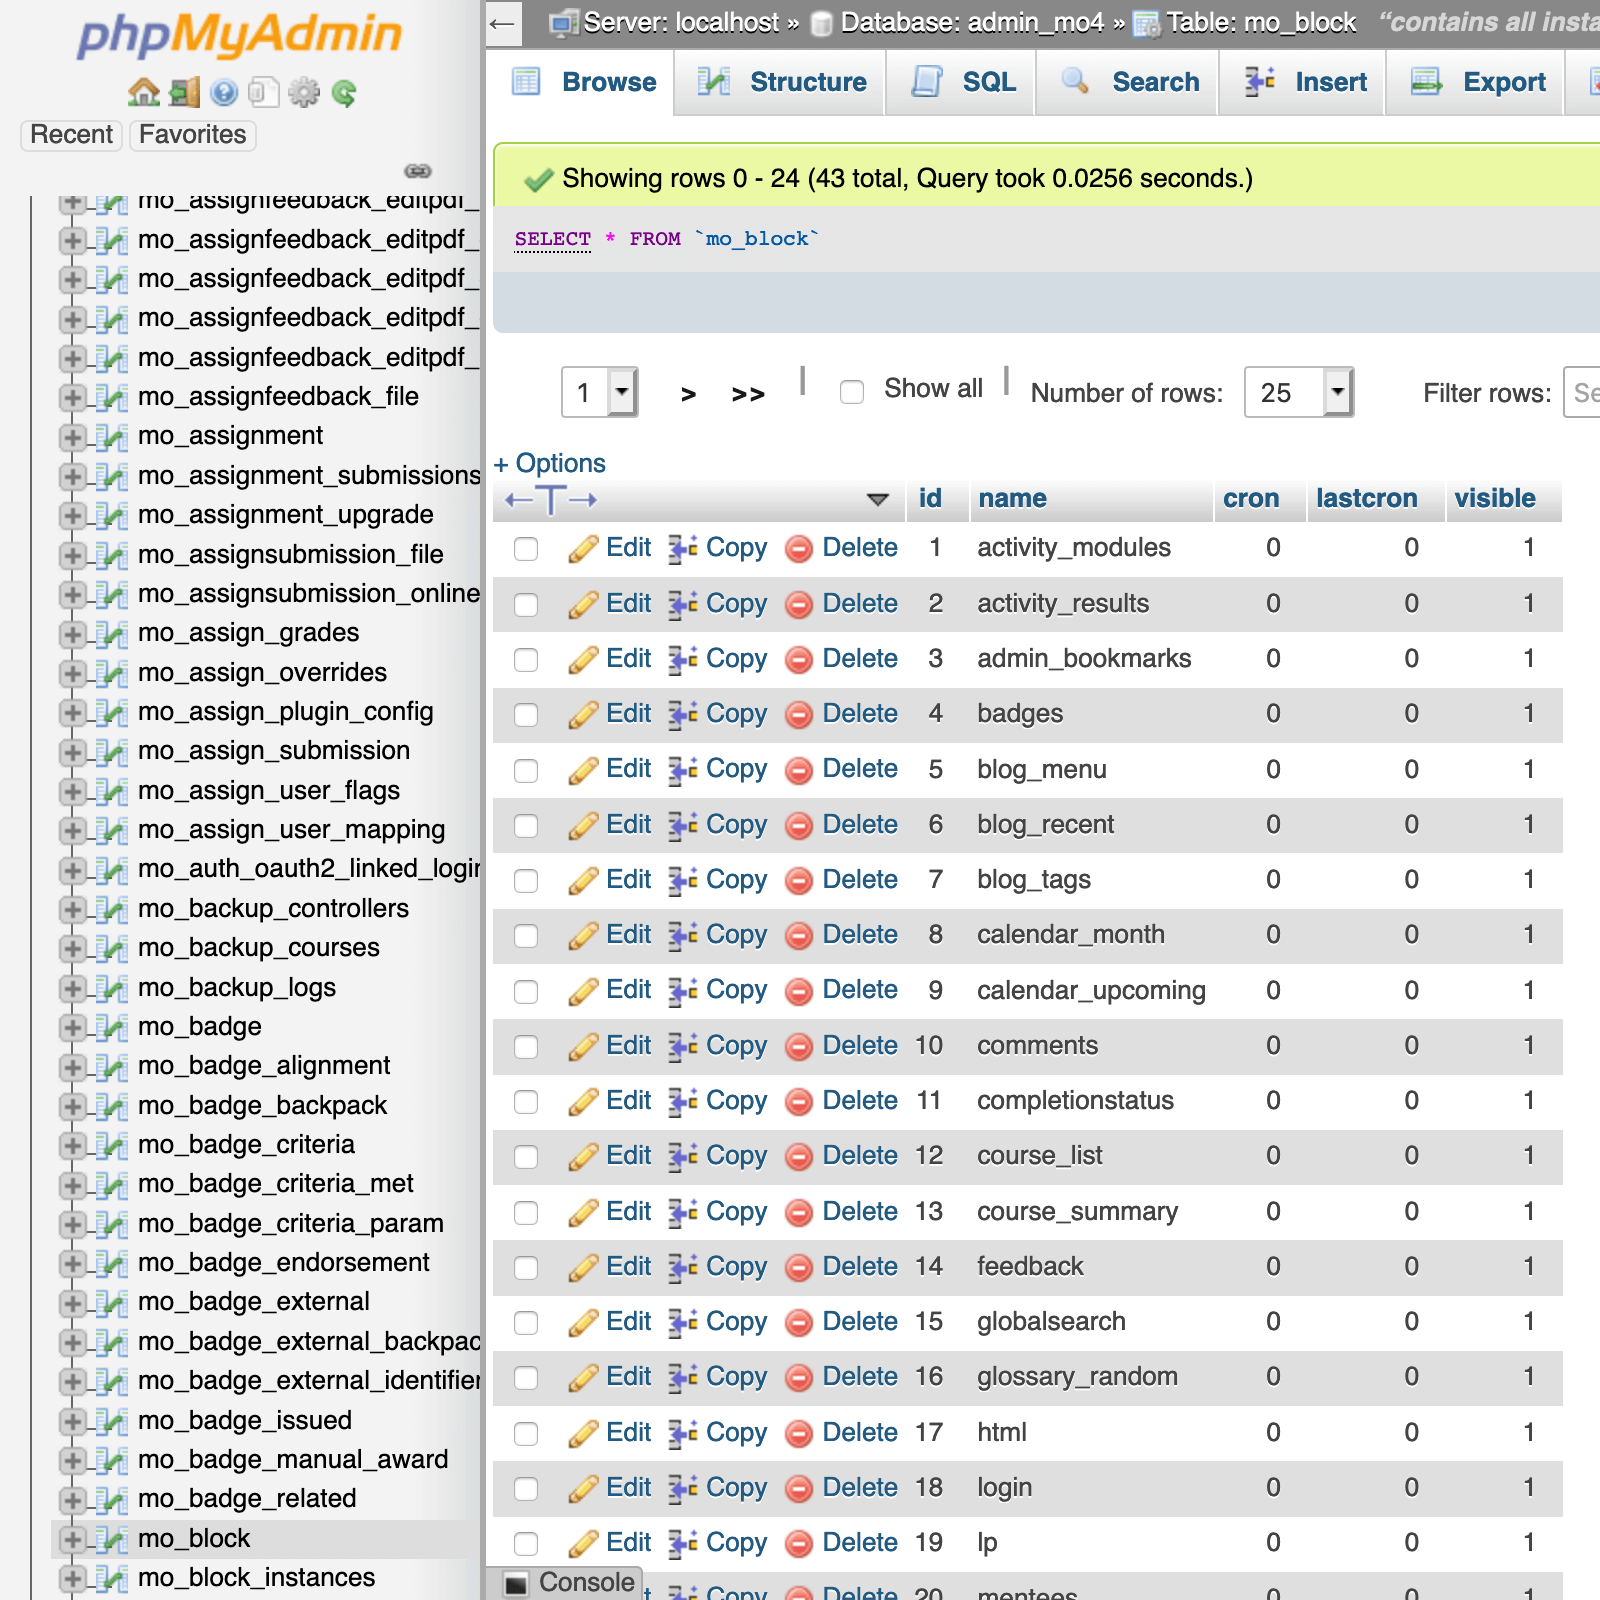 phpMyAdmin
Recent Favorites
mo_assignfeedback_editpdf_
mo_assignfeedback_editpdf_
mo_assignfeedback_editpdf_
mo_assignfeedback_editpdf_
mo_assignfeedback_editpdf_
mo_assignfeedback_file
mo_assignment
mo_assignment_submissions
mo_assignment_upgrade
mo_assignsubmission_file
mo_assignsubmission_online
mo_assign_grades
mo_assign_overrides
mo_assign_plugin_config
mo_assign_submission
mo_assign_user_flags
mo_assign_user_mapping
mo_auth_oauth2_linked_login
mo_backup_controllers
mo_backup_courses
mo_backup_logs
mo_badge
mo_badge_alignment
mo_badge_backpack
mo_badge_criteria
mo_badge_criteria_met
mo_badge_criteria_param
mo_badge_endorsement
mo_badge_external
mo_badge_external_backpac
mo_badge_external_identifier
mo_badge_issued
mo_badge_manual_award
mo_badge_related
mo_block
mo_block_instances
← Server: localhost » Database: admin_mo4 » Table: mo_block “contains all insta
Browse Structure SQL Search Insert Export
Showing rows 0 - 24 (43 total, Query took 0.0256 seconds.)
SELECT * FROM `mo_block`
1 > >> | Show all | Number of rows: 25 Filter rows: Se
+ Options
←T→ id name cron lastcron visible
Edit Copy Delete 1 activity_modules 0 0 1
Edit Copy Delete 2 activity_results 0 0 1
Edit Copy Delete 3 admin_bookmarks 0 0 1
Edit Copy Delete 4 badges 0 0 1
Edit Copy Delete 5 blog_menu 0 0 1
Edit Copy Delete 6 blog_recent 0 0 1
Edit Copy Delete 7 blog_tags 0 0 1
Edit Copy Delete 8 calendar_month 0 0 1
Edit Copy Delete 9 calendar_upcoming 0 0 1
Edit Copy Delete 10 comments 0 0 1
Edit Copy Delete 11 completionstatus 0 0 1
Edit Copy Delete 12 course_list 0 0 1
Edit Copy Delete 13 course_summary 0 0 1
Edit Copy Delete 14 feedback 0 0 1
Edit Copy Delete 15 globalsearch 0 0 1
Edit Copy Delete 16 glossary_random 0 0 1
Edit Copy Delete 17 html 0 0 1
Edit Copy Delete 18 login 0 0 1
Edit Copy Delete 19 lp 0 0 1
Console t Copy Delete 20 mentees 0 0 1